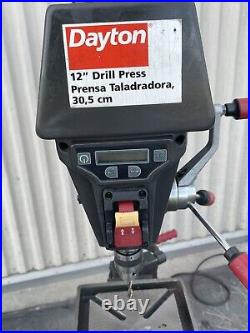 Dayton
12" Drill Press
Prensa Taladradora,
30,5 cm